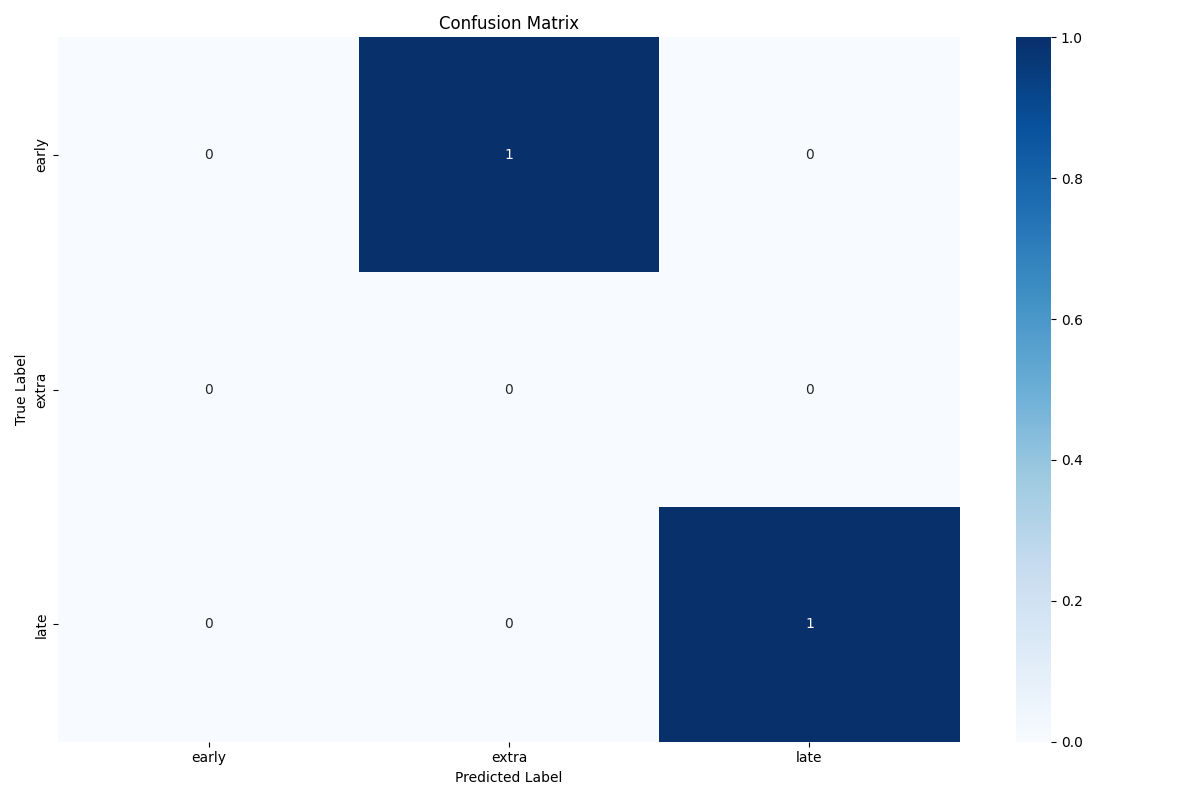 Confusion Matrix
True Label
early
0 1 0
extra
0 0 0
late
0 0 1
early extra late
Predicted Label
1.0
0.8
0.6
0.4
0.2
0.0